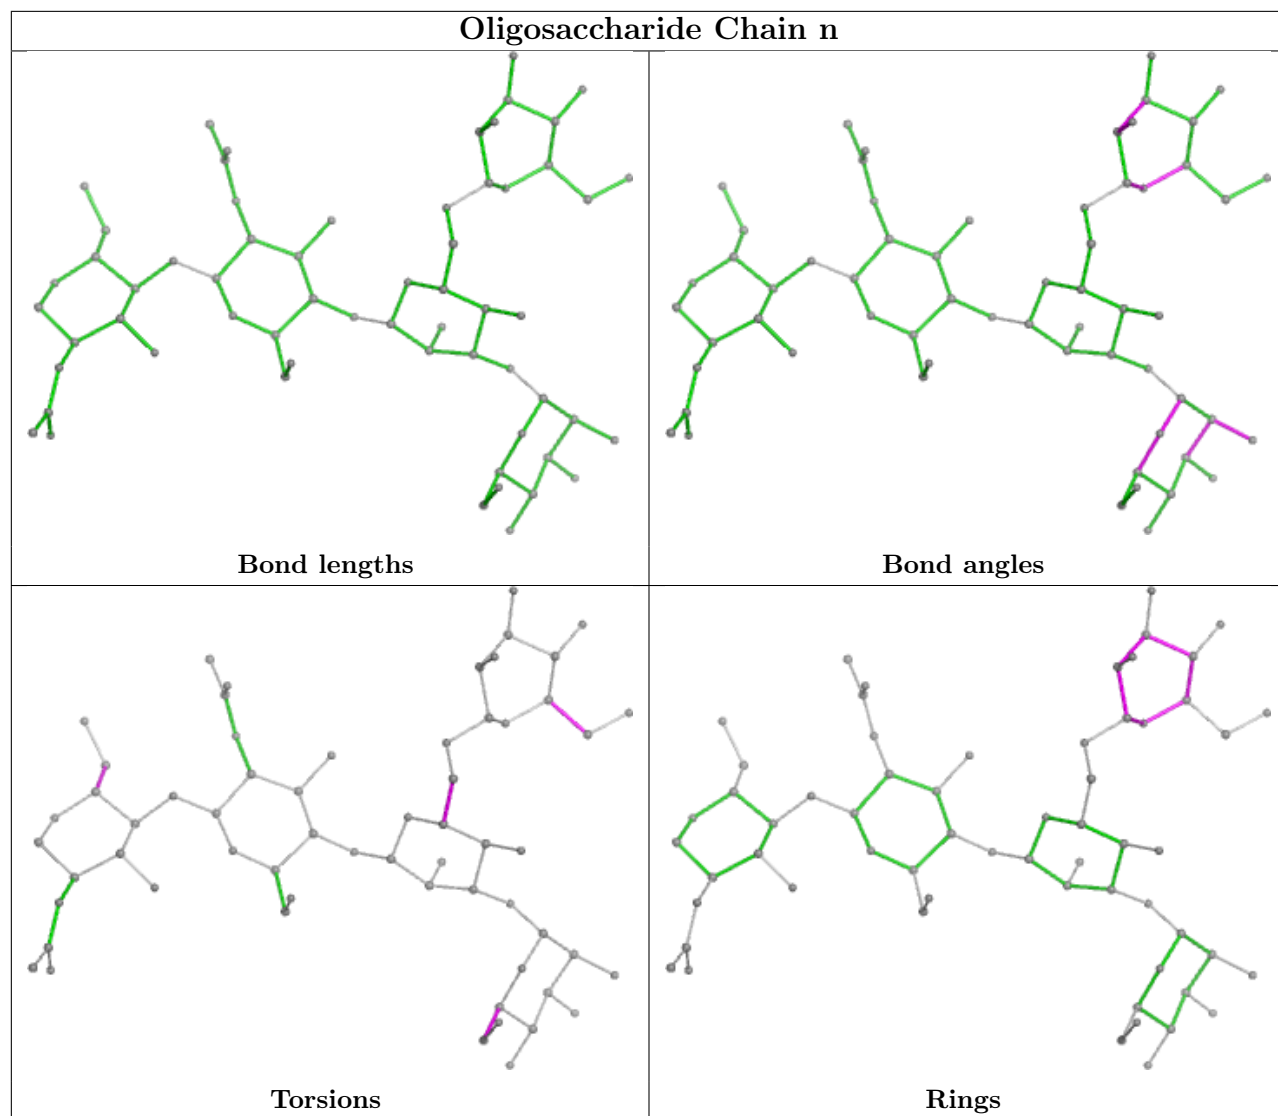 Oligosaccharide Chain n
Bond lengths
Bond angles
Torsions
Rings